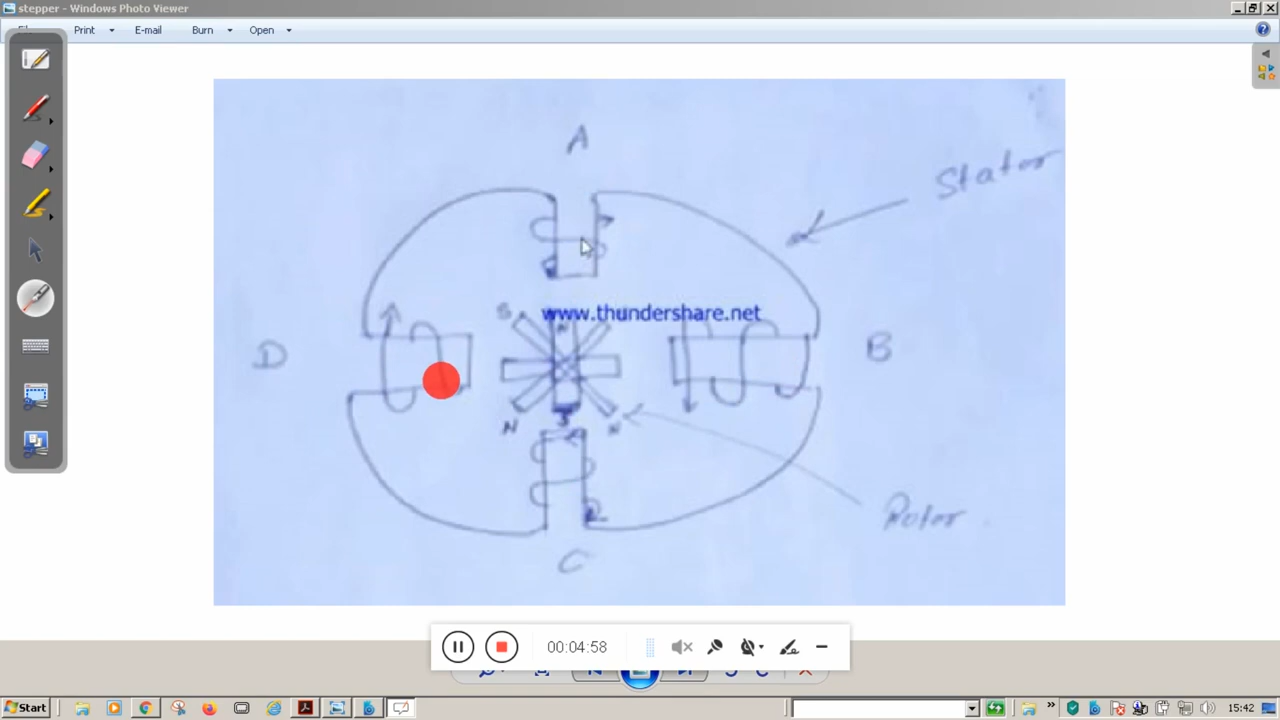 stepper - Windows Photo Viewer
Print
E-mail
Burn
Open
A
Stator
S
www.thundershare.net
D
B
N
S
N
Rotor
C
00:04:58
Start
15:42